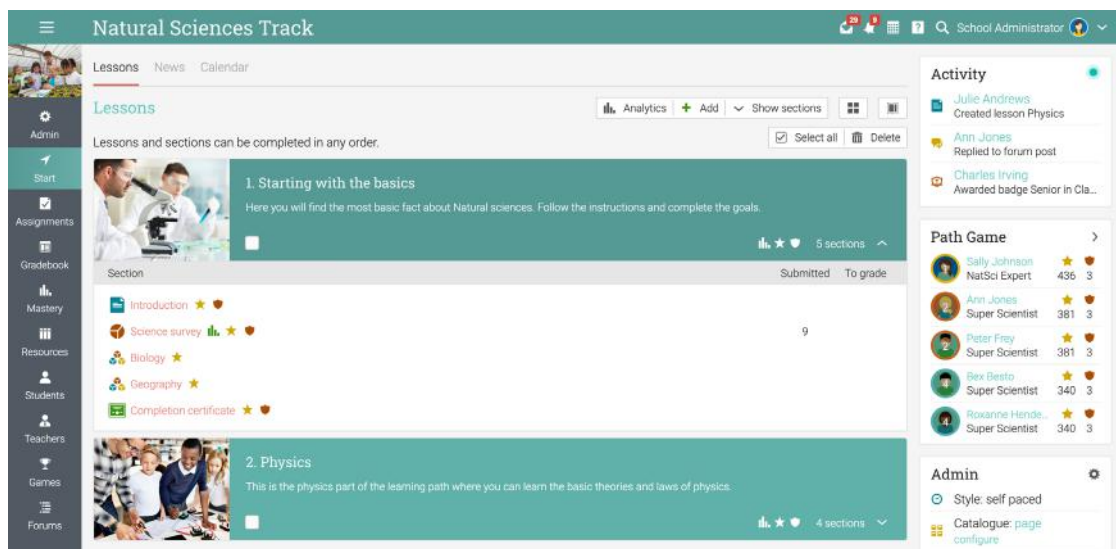 Natural Sciences Track
29
9
?
School Administrator
Admin
Start
Assignments
Gradebook
Mastery
Resources
Students
Teachers
Games
Forums
Lessons News Calendar
Lessons
Analytics Add Show sections
Lessons and sections can be completed in any order.
Select all Delete
1. Starting with the basics
Here you will find the most basic fact about Natural sciences. Follow the instructions and complete the goals.
5 sections
Section Submitted To grade
Introduction
Science survey 9
Biology
Geography
Completion certificate
2. Physics
This is the physics part of the learning path where you can learn the basic theories and laws of physics.
4 sections
Activity
Julie Andrews
Created lesson Physics
Ann Jones
Replied to forum post
Charles Irving
Awarded badge Senior in Cla...
Path Game
Sally Johnson
NatSci Expert 436 3
Ann Jones
Super Scientist 381 3
Peter Frey
Super Scientist 381 3
Bex Besto
Super Scientist 340 3
Roxanne Hende..
Super Scientist 340 3
Admin
Style: self paced
Catalogue: page
configure